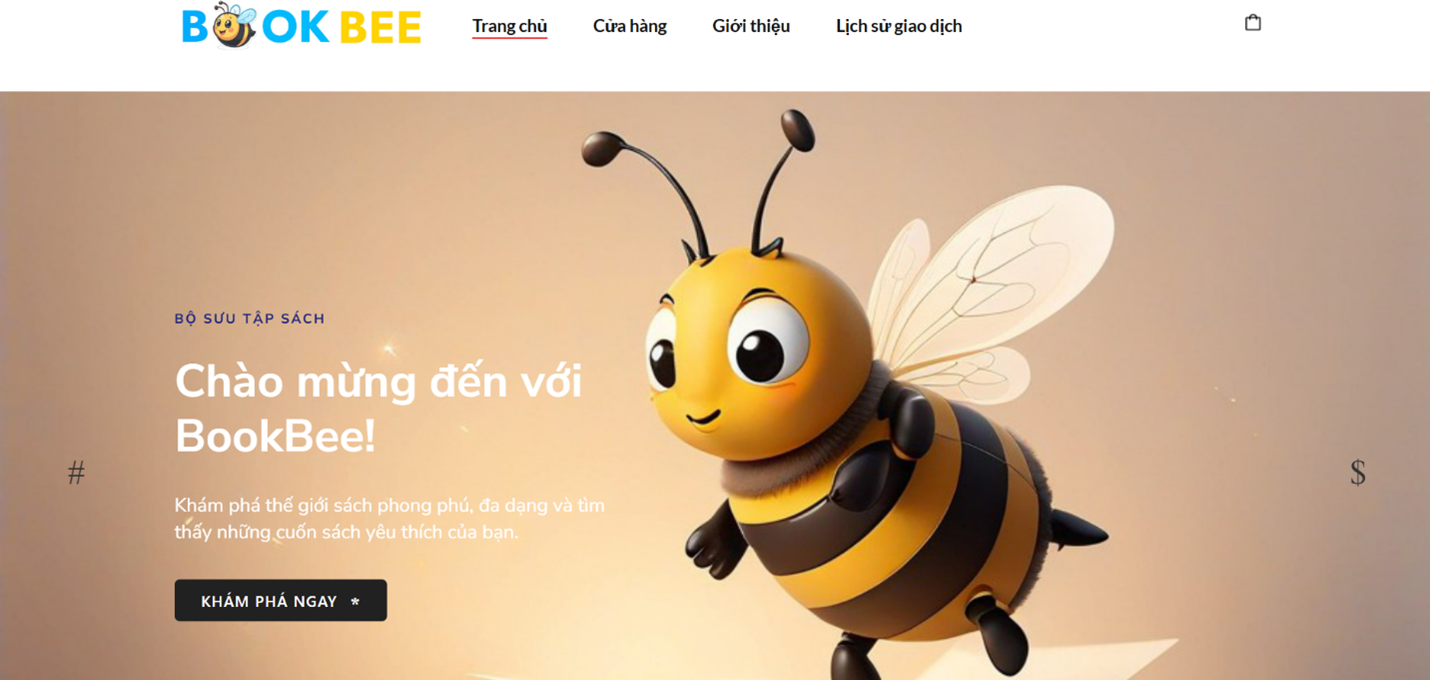 BOOK BEE
Trang chủ
Cửa hàng
Giới thiệu
Lịch sử giao dịch
BỘ SƯU TẬP SÁCH
Chào mừng đến với
BookBee!
#
$
Khám phá thế giới sách phong phú, đa dạng và tìm
thấy những cuốn sách yêu thích của bạn.
KHÁM PHÁ NGAY *